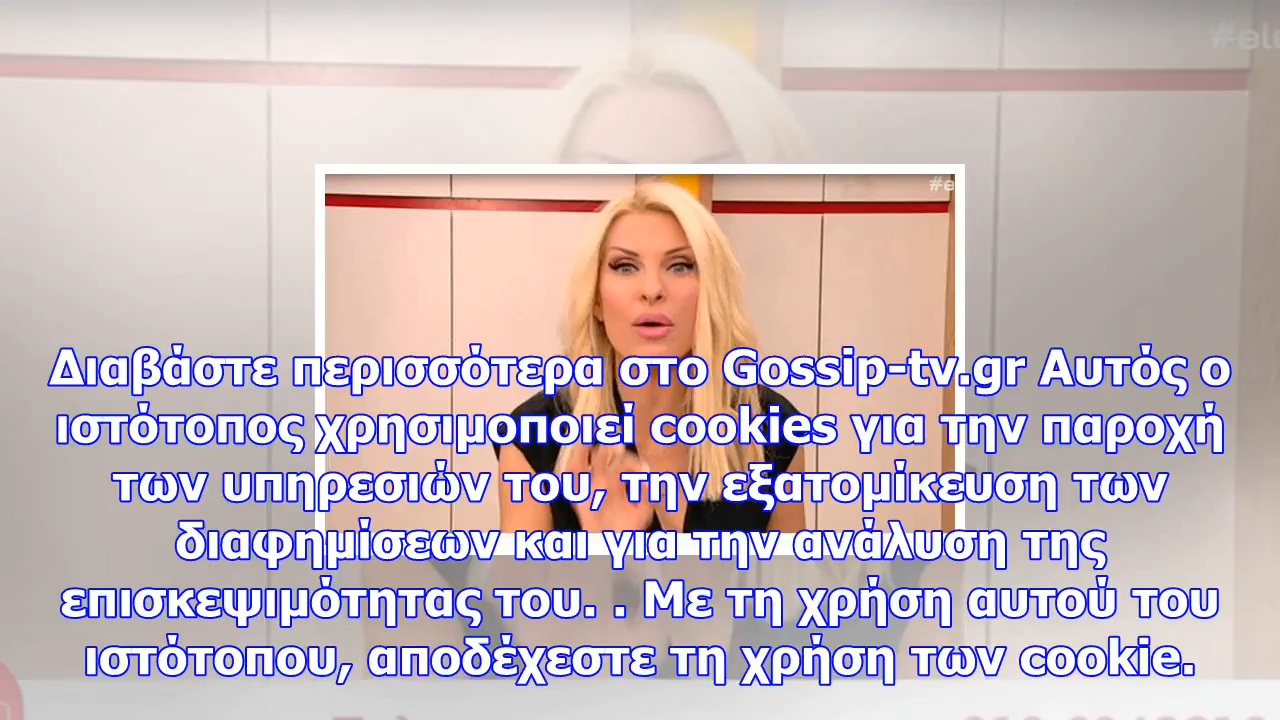 #ele
#e
Διαβάστε περισσότερα στο Gossip-tv.gr Αυτός ο
ιστότοπος χρησιμοποιεί cookies για την παροχή
των υπηρεσιών του, την εξατομίκευση των
διαφημίσεων και για την ανάλυση της
επισκεψιμότητας του. . Με τη χρήση αυτού του
ιστότοπου, αποδέχεστε τη χρήση των cookie.